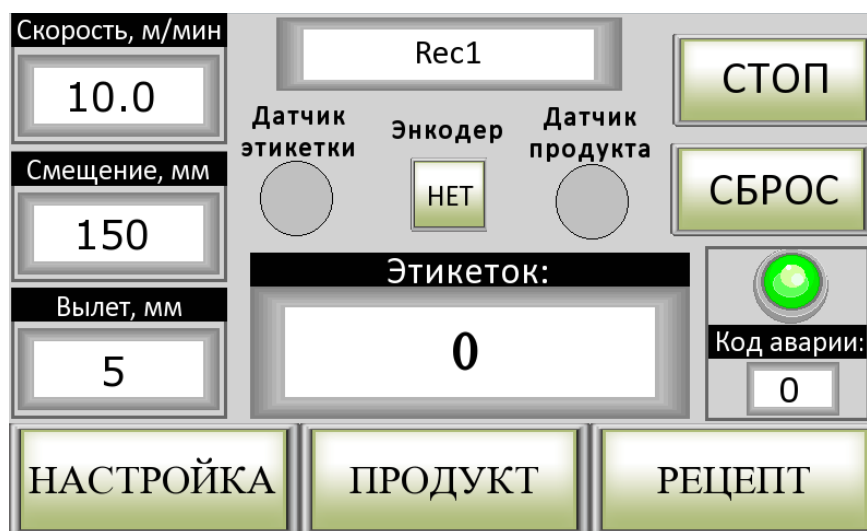 Скорость, м/мин
10.0
Смещение, мм
150
Вылет, мм
5
Rec1
Датчик
этикетки
Энкодер
НЕТ
Датчик
продукта
Этикеток:
0
СТОП
СБРОС
Код аварии:
0
НАСТРОЙКА
ПРОДУКТ
РЕЦЕПТ